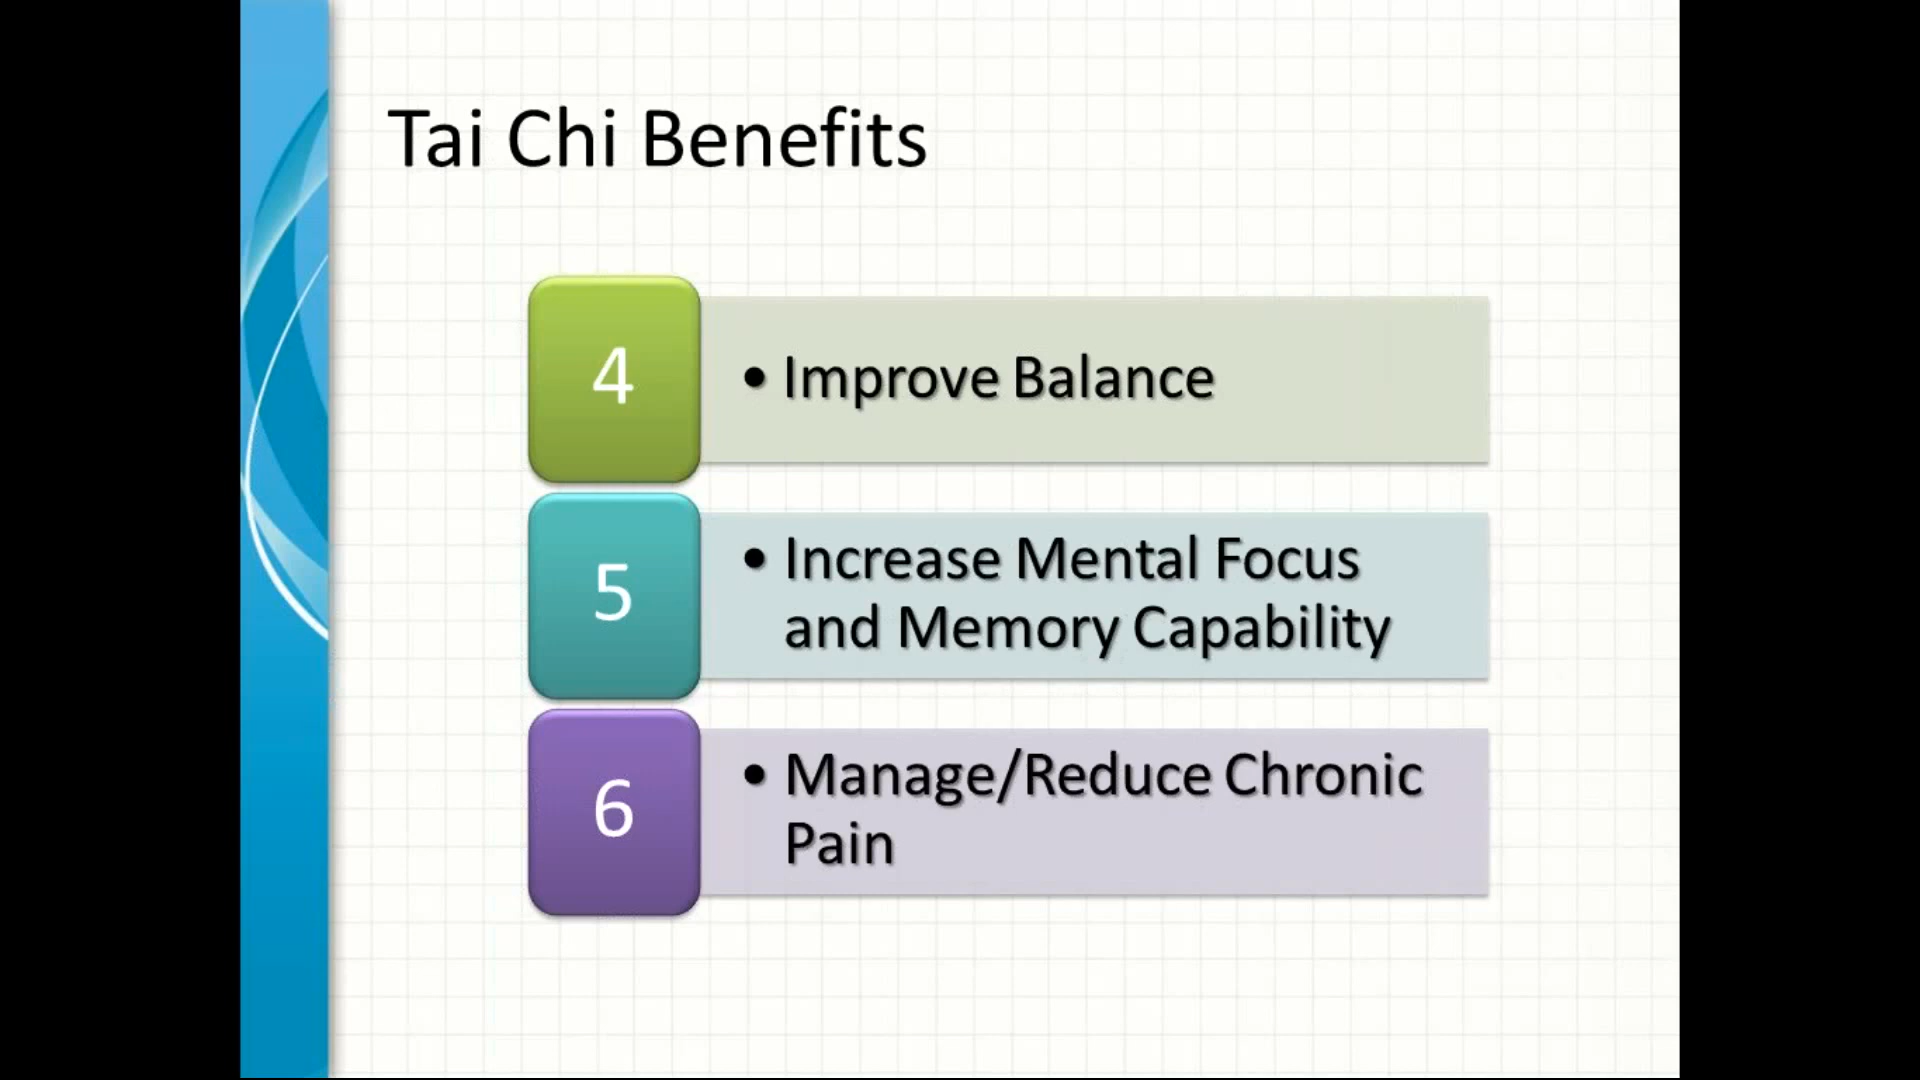 Tai Chi Benefits
4
• Improve Balance
5
• Increase Mental Focus
and Memory Capability
6
• Manage/Reduce Chronic
Pain